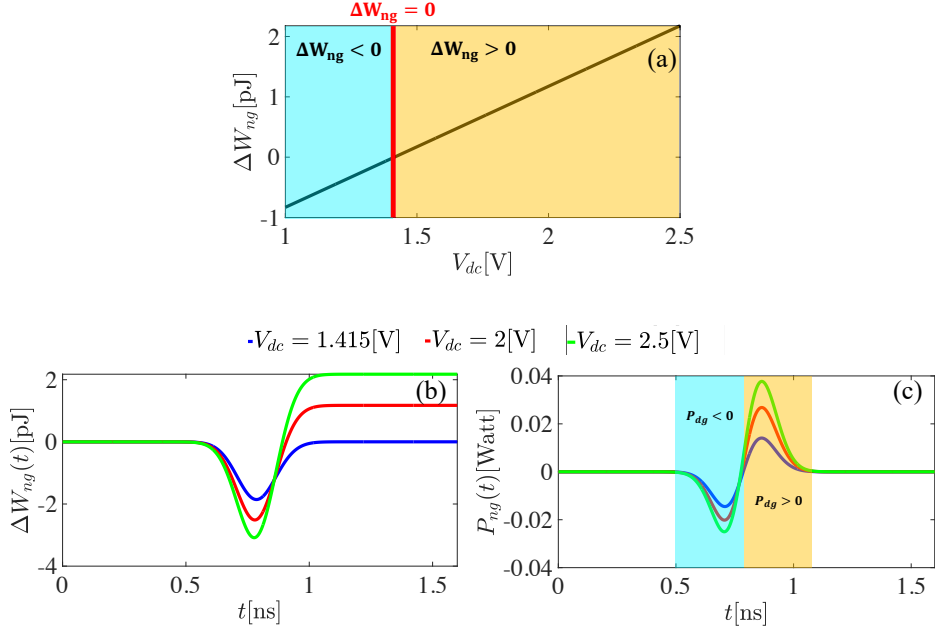 ΔW_ng = 0
ΔW_ng < 0
ΔW_ng > 0
(a)
2
1
0
-1
ΔW_ng[pJ]
1
1.5
2
2.5
V_dc[V]
V_dc = 1.415[V]
V_dc = 2[V]
V_dc = 2.5[V]
(b)
2
0
-2
-4
ΔW_ng(t)[pJ]
0
0.5
1
1.5
t[ns]
(c)
0.04
0.02
0
-0.02
-0.04
P_ng(t)[Watt]
P_dg < 0
P_dg > 0
0
0.5
1
1.5
t[ns]